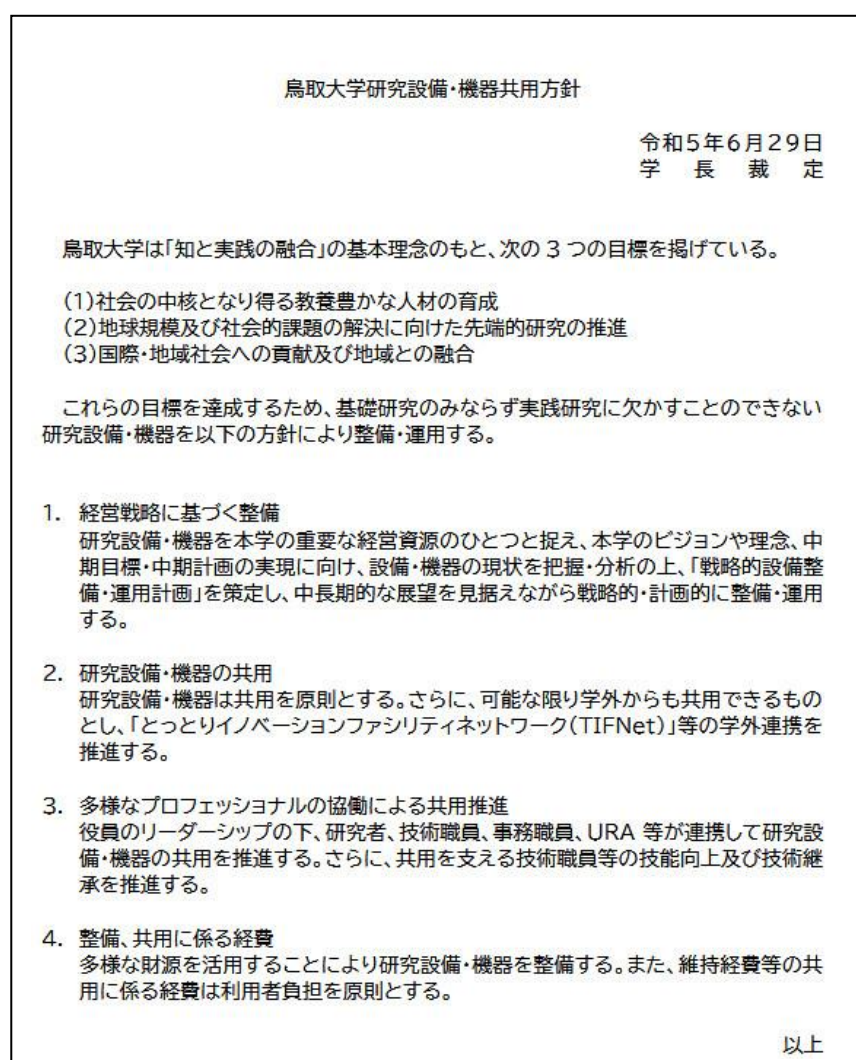 鳥取大学研究設備・機器共用方針
令和5年6月29日
学 長 裁 定
鳥取大学は「知と実践の融合」の基本理念のもと、次の 3 つの目標を掲げている。
(1)社会の中核となり得る教養豊かな人材の育成
(2)地球規模及び社会的課題の解決に向けた先端的研究の推進
(3)国際・地域社会への貢献及び地域との融合
これらの目標を達成するため、基礎研究のみならず実践研究に欠かすことのできない
研究設備・機器を以下の方針により整備・運用する。
1. 経営戦略に基づく整備
研究設備・機器を本学の重要な経営資源のひとつと捉え、本学のビジョンや理念、中
期目標・中期計画の実現に向け、設備・機器の現状を把握・分析の上、「戦略的設備整
備・運用計画」を策定し、中長期的な展望を見据えながら戦略的・計画的に整備・運用
する。
2. 研究設備・機器の共用
研究設備・機器は共用を原則とする。さらに、可能な限り学外からも共用できるもの
とし、「とっとりイノベーションファシリティネットワーク(TIFNet)」等の学外連携を
推進する。
3. 多様なプロフェッショナルの協働による共用推進
役員のリーダーシップの下、研究者、技術職員、事務職員、URA 等が連携して研究設
備・機器の共用を推進する。さらに、共用を支える技術職員等の技能向上及び技術継
承を推進する。
4. 整備、共用に係る経費
多様な財源を活用することにより研究設備・機器を整備する。また、維持経費等の共
用に係る経費は利用者負担を原則とする。
以上